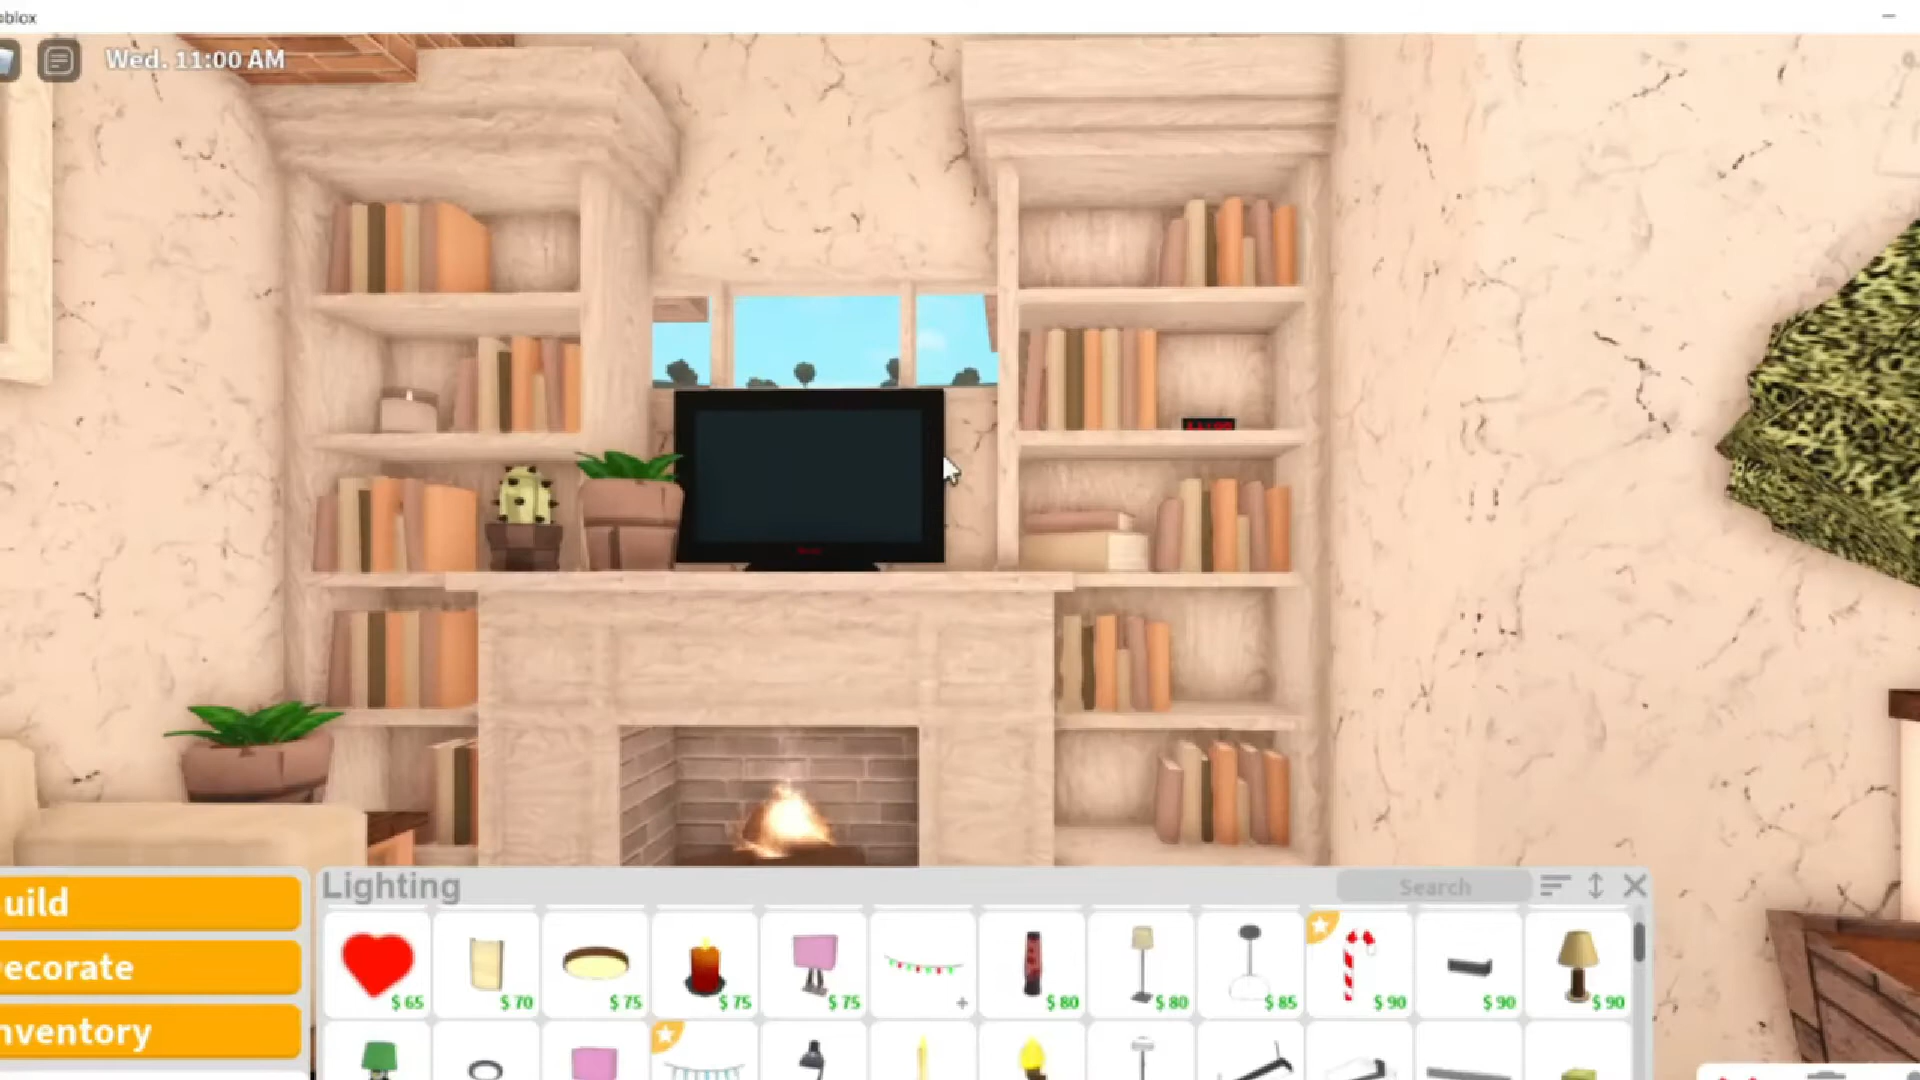 oblox
Wed. 11:00 AM
Lighting
Search
uild
ecorate
nventory
$ 65
$ 70
$ 75
$ 75
$ 75
$ 80
$ 80
$ 85
$ 90
$ 90
$ 90